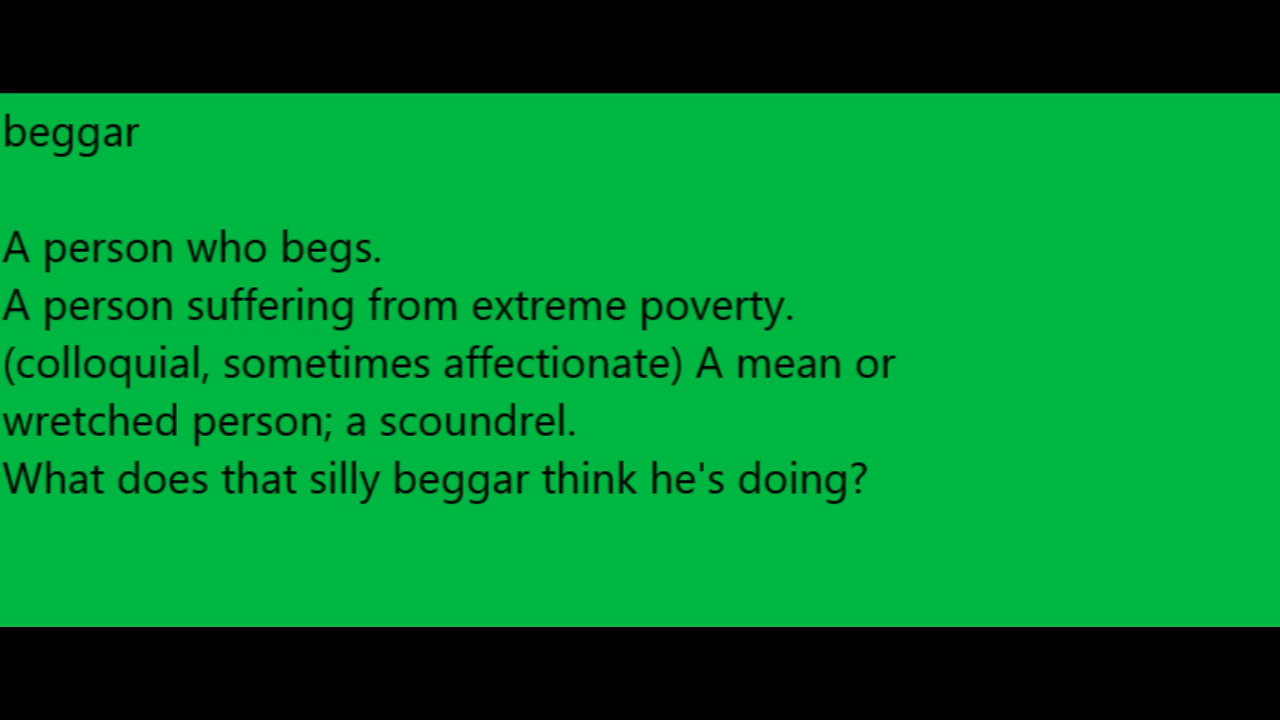 beggar
A person who begs.
A person suffering from extreme poverty.
(colloquial, sometimes affectionate) A mean or
wretched person; a scoundrel.
What does that silly beggar think he's doing?